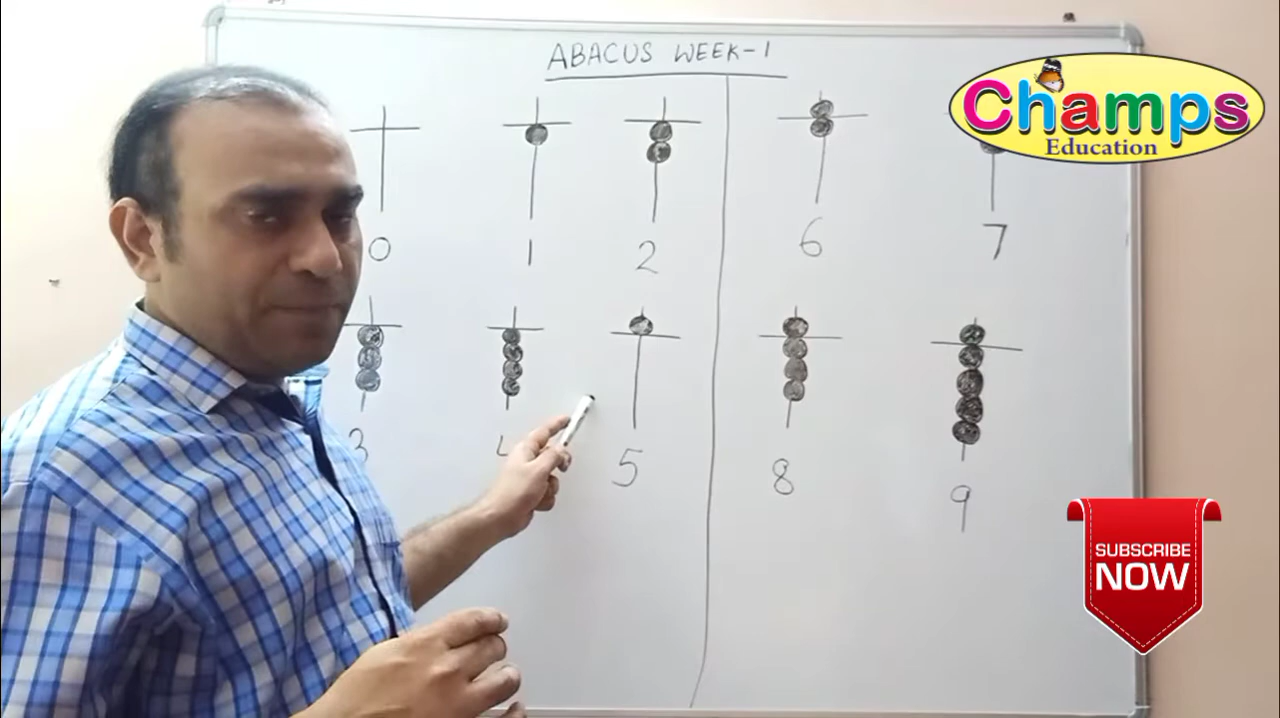 ABACUS WEEK-1
Champs
Education
0 1 2 6 7
3 4 5 8 9
SUBSCRIBE
NOW